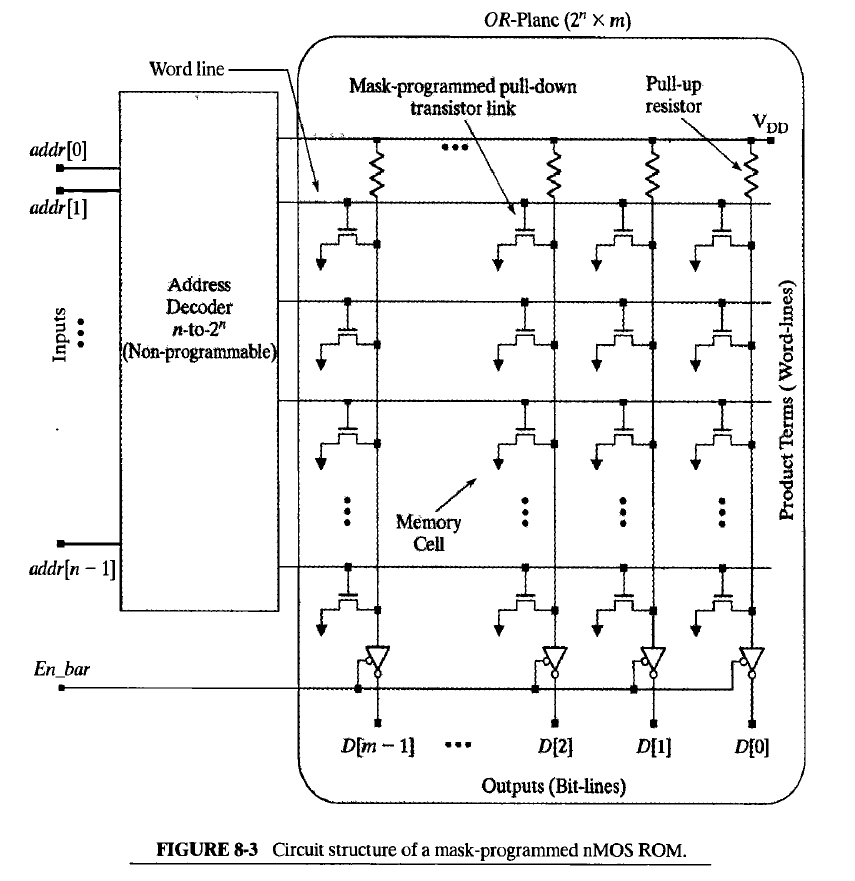 OR-Plane (2ⁿ × m)
Word line
Mask-programmed pull-down
transistor link
Pull-up
resistor
V_DD
addr[0]
addr[1]
Address
Decoder
n-to-2ⁿ
(Non-programmable)
Inputs
Product Terms ( Word-lines)
Memory
Cell
addr[n − 1]
En_bar
D[m − 1]
D[2]
D[1]
D[0]
Outputs (Bit-lines)
FIGURE 8-3 Circuit structure of a mask-programmed nMOS ROM.